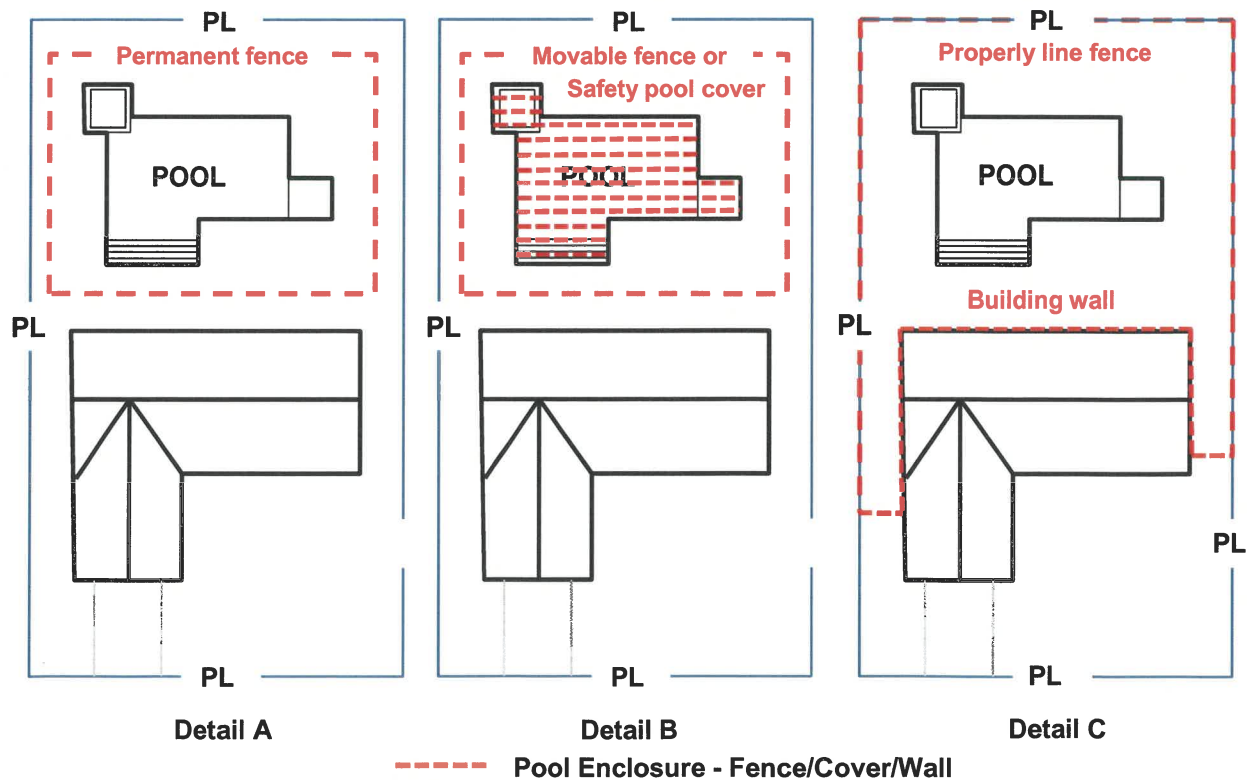 PL
Permanent fence
POOL
PL
PL
Detail A
PL
Movable fence or
Safety pool cover
POOL
PL
PL
Detail B
PL
Properly line fence
POOL
Building wall
PL
PL
PL
Detail C
Pool Enclosure - Fence/Cover/Wall